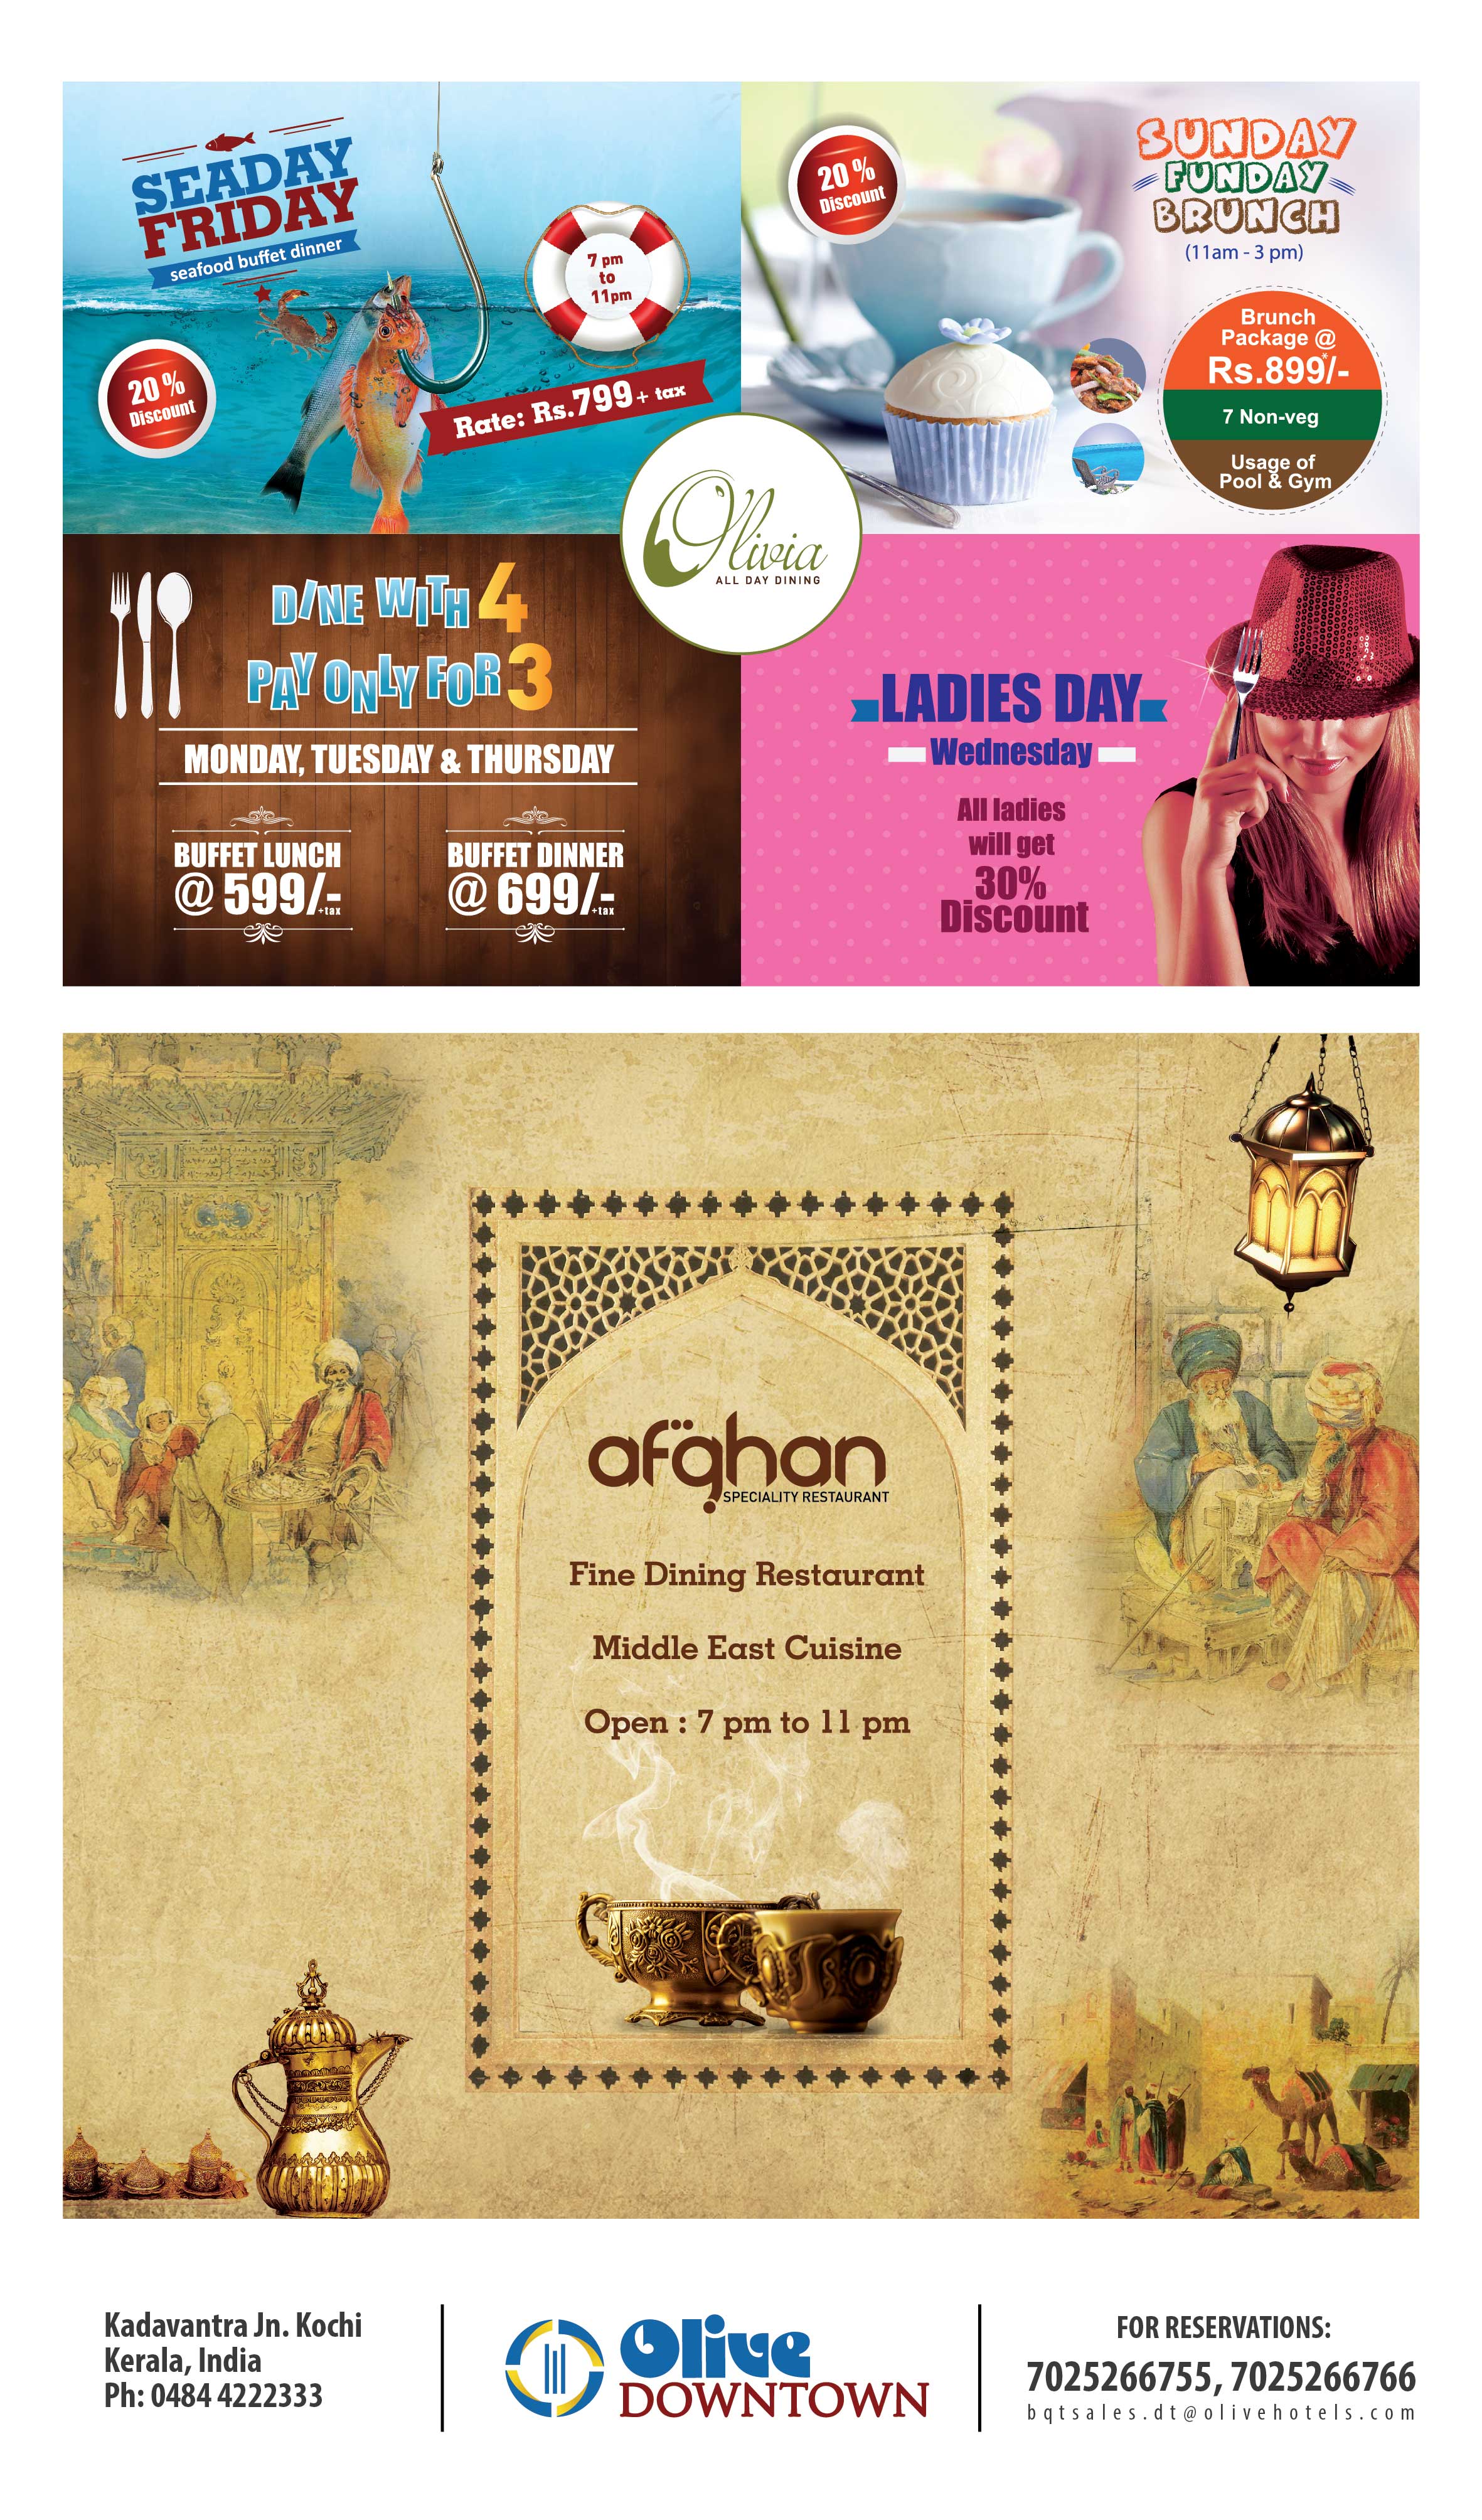 SEADAY
FRIDAY
seafood buffet dinner
7 pm
to
11pm
20 %
Discount
Rate: Rs.799 + tax
20 %
Discount
SUNDAY
FUNDAY
BRUNCH
(11am - 3 pm)
Brunch
Package @
Rs.899*/-
7 Non-veg
Usage of
Pool & Gym
Olivia
ALL DAY DINING
DINE WITH 4
PAY ONLY FOR 3
MONDAY, TUESDAY & THURSDAY
BUFFET LUNCH
@ 599/- +tax
BUFFET DINNER
@ 699/- +tax
LADIES DAY
Wednesday
All ladies
will get
30%
Discount
afghan
SPECIALITY RESTAURANT
Fine Dining Restaurant
Middle East Cuisine
Open : 7 pm to 11 pm
Kadavantra Jn. Kochi
Kerala, India
Ph: 0484 4222333
Olive
DOWNTOWN
FOR RESERVATIONS:
7025266755, 7025266766
bqtsales.dt@olivehotels.com